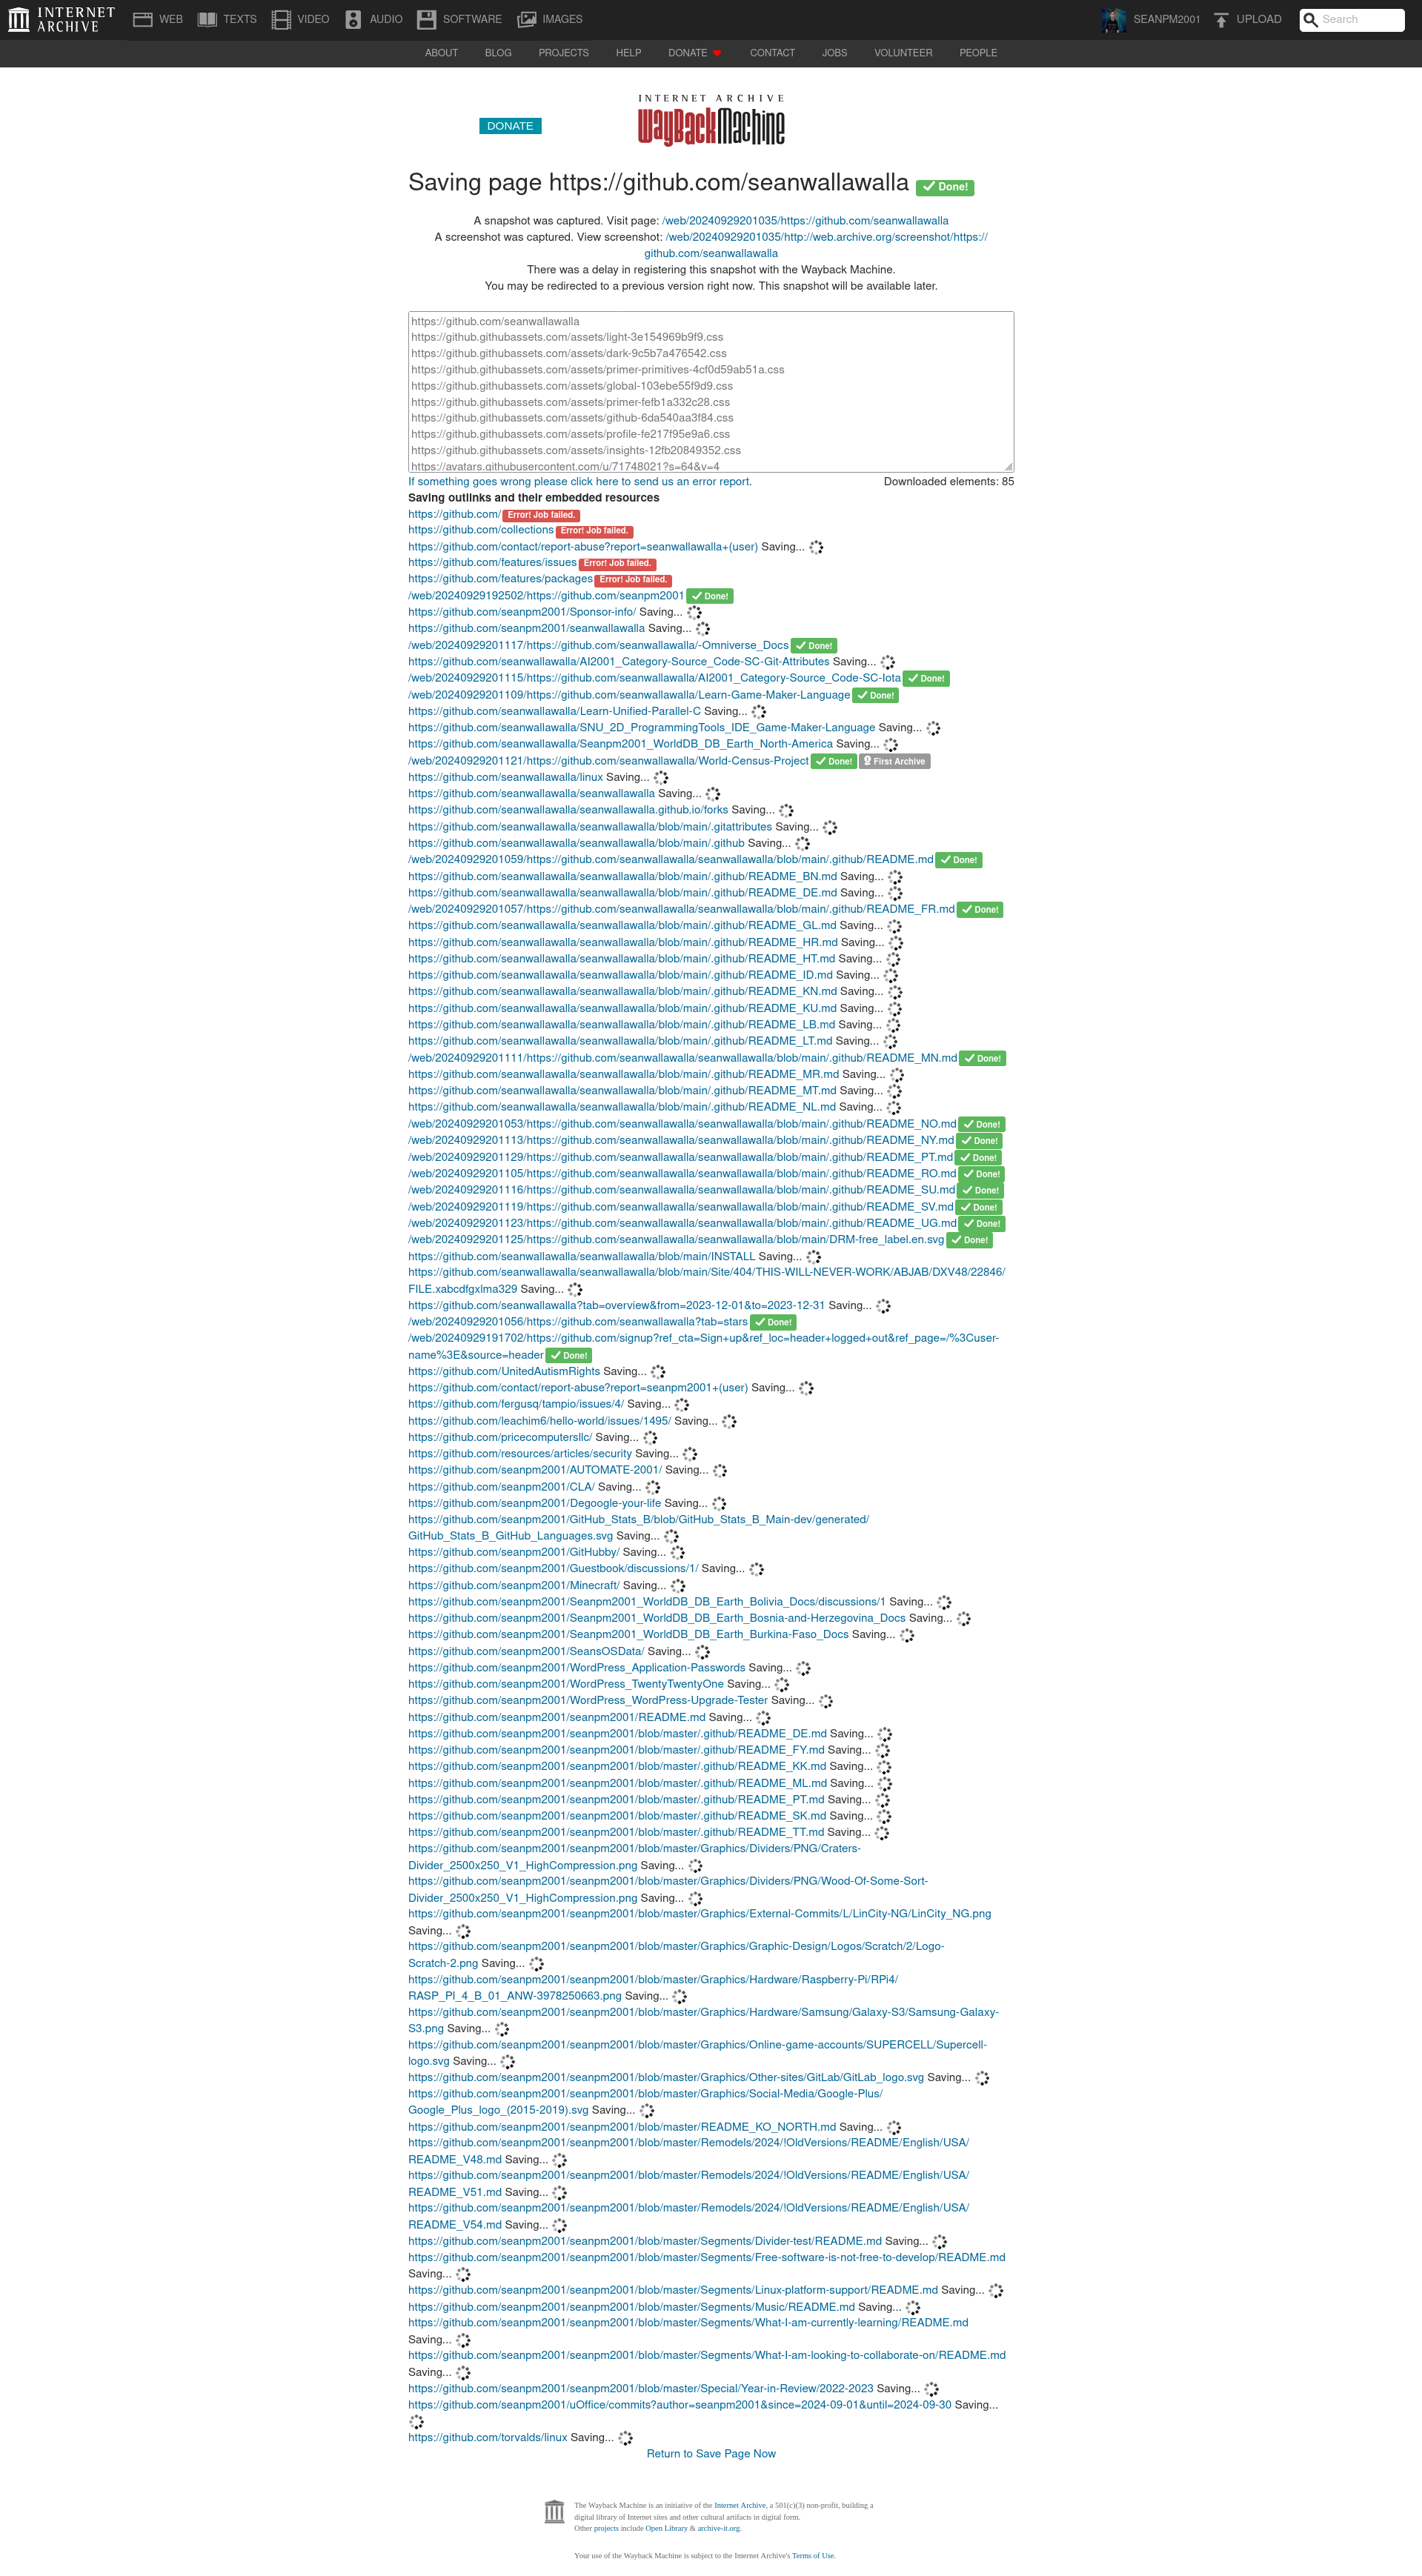 INTERNET ARCHIVE
WEB TEXTS VIDEO AUDIO SOFTWARE IMAGES SEANPM2001 UPLOAD Search
ABOUT BLOG PROJECTS HELP DONATE CONTACT JOBS VOLUNTEER PEOPLE
INTERNET ARCHIVE
DONATE WayBackMachine
Saving page https://github.com/seanwallawalla Done!
A snapshot was captured. Visit page: /web/20240929201035/https://github.com/seanwallawalla
A screenshot was captured. View screenshot: /web/20240929201035/http://web.archive.org/screenshot/https://
github.com/seanwallawalla
There was a delay in registering this snapshot with the Wayback Machine.
You may be redirected to a previous version right now. This snapshot will be available later.
https://github.com/seanwallawalla
https://github.githubassets.com/assets/light-3e154969b9f9.css
https://github.githubassets.com/assets/dark-9c5b7a476542.css
https://github.githubassets.com/assets/primer-primitives-4cf0d59ab51a.css
https://github.githubassets.com/assets/global-103ebe55f9d9.css
https://github.githubassets.com/assets/primer-fefb1a332c28.css
https://github.githubassets.com/assets/github-6da540aa3f84.css
https://github.githubassets.com/assets/profile-fe217f95e9a6.css
https://github.githubassets.com/assets/insights-12fb20849352.css
https://avatars.githubusercontent.com/u/71748021?s=64&v=4
If something goes wrong please click here to send us an error report. Downloaded elements: 85
Saving outlinks and their embedded resources
https://github.com/ Error! Job failed.
https://github.com/collections Error! Job failed.
https://github.com/contact/report-abuse?report=seanwallawalla+(user) Saving...
https://github.com/features/issues Error! Job failed.
https://github.com/features/packages Error! Job failed.
/web/20240929192502/https://github.com/seanpm2001 Done!
https://github.com/seanpm2001/Sponsor-info/ Saving...
https://github.com/seanpm2001/seanwallawalla Saving...
/web/20240929201117/https://github.com/seanwallawalla/-Omniverse_Docs Done!
https://github.com/seanwallawalla/AI2001_Category-Source_Code-SC-Git-Attributes Saving...
/web/20240929201115/https://github.com/seanwallawalla/AI2001_Category-Source_Code-SC-Iota Done!
/web/20240929201109/https://github.com/seanwallawalla/Learn-Game-Maker-Language Done!
https://github.com/seanwallawalla/Learn-Unified-Parallel-C Saving...
https://github.com/seanwallawalla/SNU_2D_ProgrammingTools_IDE_Game-Maker-Language Saving...
https://github.com/seanwallawalla/Seanpm2001_WorldDB_DB_Earth_North-America Saving...
/web/20240929201121/https://github.com/seanwallawalla/World-Census-Project Done! First Archive
https://github.com/seanwallawalla/linux Saving...
https://github.com/seanwallawalla/seanwallawalla Saving...
https://github.com/seanwallawalla/seanwallawalla.github.io/forks Saving...
https://github.com/seanwallawalla/seanwallawalla/blob/main/.gitattributes Saving...
https://github.com/seanwallawalla/seanwallawalla/blob/main/.github Saving...
/web/20240929201059/https://github.com/seanwallawalla/seanwallawalla/blob/main/.github/README.md Done!
https://github.com/seanwallawalla/seanwallawalla/blob/main/.github/README_BN.md Saving...
https://github.com/seanwallawalla/seanwallawalla/blob/main/.github/README_DE.md Saving...
/web/20240929201057/https://github.com/seanwallawalla/seanwallawalla/blob/main/.github/README_FR.md Done!
https://github.com/seanwallawalla/seanwallawalla/blob/main/.github/README_GL.md Saving...
https://github.com/seanwallawalla/seanwallawalla/blob/main/.github/README_HR.md Saving...
https://github.com/seanwallawalla/seanwallawalla/blob/main/.github/README_HT.md Saving...
https://github.com/seanwallawalla/seanwallawalla/blob/main/.github/README_ID.md Saving...
https://github.com/seanwallawalla/seanwallawalla/blob/main/.github/README_KN.md Saving...
https://github.com/seanwallawalla/seanwallawalla/blob/main/.github/README_KU.md Saving...
https://github.com/seanwallawalla/seanwallawalla/blob/main/.github/README_LB.md Saving...
https://github.com/seanwallawalla/seanwallawalla/blob/main/.github/README_LT.md Saving...
/web/20240929201111/https://github.com/seanwallawalla/seanwallawalla/blob/main/.github/README_MN.md Done!
https://github.com/seanwallawalla/seanwallawalla/blob/main/.github/README_MR.md Saving...
https://github.com/seanwallawalla/seanwallawalla/blob/main/.github/README_MT.md Saving...
https://github.com/seanwallawalla/seanwallawalla/blob/main/.github/README_NL.md Saving...
/web/20240929201053/https://github.com/seanwallawalla/seanwallawalla/blob/main/.github/README_NO.md Done!
/web/20240929201113/https://github.com/seanwallawalla/seanwallawalla/blob/main/.github/README_NY.md Done!
/web/20240929201129/https://github.com/seanwallawalla/seanwallawalla/blob/main/.github/README_PT.md Done!
/web/20240929201105/https://github.com/seanwallawalla/seanwallawalla/blob/main/.github/README_RO.md Done!
/web/20240929201116/https://github.com/seanwallawalla/seanwallawalla/blob/main/.github/README_SU.md Done!
/web/20240929201119/https://github.com/seanwallawalla/seanwallawalla/blob/main/.github/README_SV.md Done!
/web/20240929201123/https://github.com/seanwallawalla/seanwallawalla/blob/main/.github/README_UG.md Done!
/web/20240929201125/https://github.com/seanwallawalla/seanwallawalla/blob/main/DRM-free_label.en.svg Done!
https://github.com/seanwallawalla/seanwallawalla/blob/main/INSTALL Saving...
https://github.com/seanwallawalla/seanwallawalla/blob/main/Site/404/THIS-WILL-NEVER-WORK/ABJAB/DXV48/22846/
FILE.xabcdfgxlma329 Saving...
https://github.com/seanwallawalla?tab=overview&from=2023-12-01&to=2023-12-31 Saving...
/web/20240929201056/https://github.com/seanwallawalla?tab=stars Done!
/web/20240929191702/https://github.com/signup?ref_cta=Sign+up&ref_loc=header+logged+out&ref_page=/%3Cuser-
name%3E&source=header Done!
https://github.com/UnitedAutismRights Saving...
https://github.com/contact/report-abuse?report=seanpm2001+(user) Saving...
https://github.com/fergusq/tampio/issues/4/ Saving...
https://github.com/leachim6/hello-world/issues/1495/ Saving...
https://github.com/pricecomputersllc/ Saving...
https://github.com/resources/articles/security Saving...
https://github.com/seanpm2001/AUTOMATE-2001/ Saving...
https://github.com/seanpm2001/CLA/ Saving...
https://github.com/seanpm2001/Degoogle-your-life Saving...
https://github.com/seanpm2001/GitHub_Stats_B/blob/GitHub_Stats_B_Main-dev/generated/
GitHub_Stats_B_GitHub_Languages.svg Saving...
https://github.com/seanpm2001/GitHubby/ Saving...
https://github.com/seanpm2001/Guestbook/discussions/1/ Saving...
https://github.com/seanpm2001/Minecraft/ Saving...
https://github.com/seanpm2001/Seanpm2001_WorldDB_DB_Earth_Bolivia_Docs/discussions/1 Saving...
https://github.com/seanpm2001/Seanpm2001_WorldDB_DB_Earth_Bosnia-and-Herzegovina_Docs Saving...
https://github.com/seanpm2001/Seanpm2001_WorldDB_DB_Earth_Burkina-Faso_Docs Saving...
https://github.com/seanpm2001/SeansOSData/ Saving...
https://github.com/seanpm2001/WordPress_Application-Passwords Saving...
https://github.com/seanpm2001/WordPress_TwentyTwentyOne Saving...
https://github.com/seanpm2001/WordPress_WordPress-Upgrade-Tester Saving...
https://github.com/seanpm2001/seanpm2001/README.md Saving...
https://github.com/seanpm2001/seanpm2001/blob/master/.github/README_DE.md Saving...
https://github.com/seanpm2001/seanpm2001/blob/master/.github/README_FY.md Saving...
https://github.com/seanpm2001/seanpm2001/blob/master/.github/README_KK.md Saving...
https://github.com/seanpm2001/seanpm2001/blob/master/.github/README_ML.md Saving...
https://github.com/seanpm2001/seanpm2001/blob/master/.github/README_PT.md Saving...
https://github.com/seanpm2001/seanpm2001/blob/master/.github/README_SK.md Saving...
https://github.com/seanpm2001/seanpm2001/blob/master/.github/README_TT.md Saving...
https://github.com/seanpm2001/seanpm2001/blob/master/Graphics/Dividers/PNG/Craters-
Divider_2500x250_V1_HighCompression.png Saving...
https://github.com/seanpm2001/seanpm2001/blob/master/Graphics/Dividers/PNG/Wood-Of-Some-Sort-
Divider_2500x250_V1_HighCompression.png Saving...
https://github.com/seanpm2001/seanpm2001/blob/master/Graphics/External-Commits/L/LinCity-NG/LinCity_NG.png
Saving...
https://github.com/seanpm2001/seanpm2001/blob/master/Graphics/Graphic-Design/Logos/Scratch/2/Logo-
Scratch-2.png Saving...
https://github.com/seanpm2001/seanpm2001/blob/master/Graphics/Hardware/Raspberry-Pi/RPi4/
RASP_PI_4_B_01_ANW-3978250663.png Saving...
https://github.com/seanpm2001/seanpm2001/blob/master/Graphics/Hardware/Samsung/Galaxy-S3/Samsung-Galaxy-
S3.png Saving...
https://github.com/seanpm2001/seanpm2001/blob/master/Graphics/Online-game-accounts/SUPERCELL/Supercell-
logo.svg Saving...
https://github.com/seanpm2001/seanpm2001/blob/master/Graphics/Other-sites/GitLab/GitLab_logo.svg Saving...
https://github.com/seanpm2001/seanpm2001/blob/master/Graphics/Social-Media/Google-Plus/
Google_Plus_logo_(2015-2019).svg Saving...
https://github.com/seanpm2001/seanpm2001/blob/master/README_KO_NORTH.md Saving...
https://github.com/seanpm2001/seanpm2001/blob/master/Remodels/2024/!OldVersions/README/English/USA/
README_V48.md Saving...
https://github.com/seanpm2001/seanpm2001/blob/master/Remodels/2024/!OldVersions/README/English/USA/
README_V51.md Saving...
https://github.com/seanpm2001/seanpm2001/blob/master/Remodels/2024/!OldVersions/README/English/USA/
README_V54.md Saving...
https://github.com/seanpm2001/seanpm2001/blob/master/Segments/Divider-test/README.md Saving...
https://github.com/seanpm2001/seanpm2001/blob/master/Segments/Free-software-is-not-free-to-develop/README.md
Saving...
https://github.com/seanpm2001/seanpm2001/blob/master/Segments/Linux-platform-support/README.md Saving...
https://github.com/seanpm2001/seanpm2001/blob/master/Segments/Music/README.md Saving...
https://github.com/seanpm2001/seanpm2001/blob/master/Segments/What-I-am-currently-learning/README.md
Saving...
https://github.com/seanpm2001/seanpm2001/blob/master/Segments/What-I-am-looking-to-collaborate-on/README.md
Saving...
https://github.com/seanpm2001/seanpm2001/blob/master/Special/Year-in-Review/2022-2023 Saving...
https://github.com/seanpm2001/uOffice/commits?author=seanpm2001&since=2024-09-01&until=2024-09-30 Saving...
https://github.com/torvalds/linux Saving...
Return to Save Page Now
The Wayback Machine is an initiative of the Internet Archive, a 501(c)(3) non-profit, building a
digital library of Internet sites and other cultural artifacts in digital form.
Other projects include Open Library & archive-it.org.
Your use of the Wayback Machine is subject to the Internet Archive's Terms of Use.